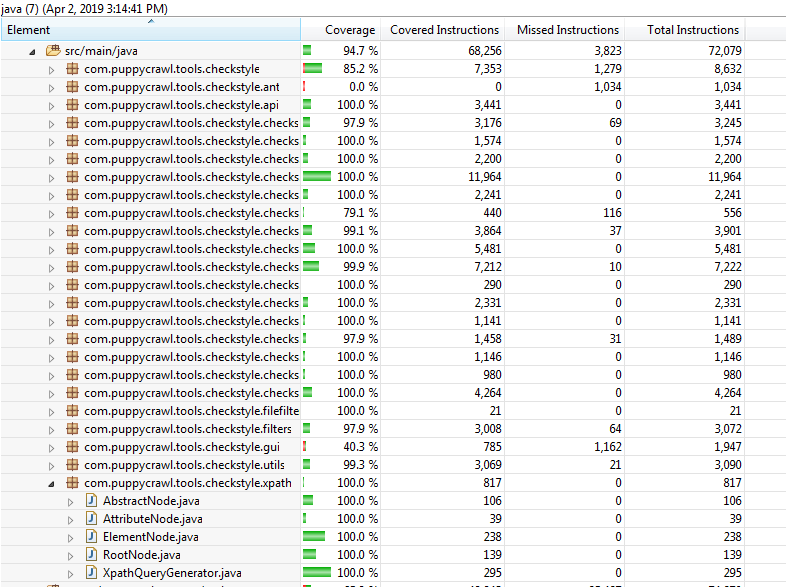 java (7) (Apr 2, 2019 3:14:41 PM)
Element Coverage Covered Instructions Missed Instructions Total Instructions
src/main/java 94.7 % 68,256 3,823 72,079
com.puppycrawl.tools.checkstyle 85.2 % 7,353 1,279 8,632
com.puppycrawl.tools.checkstyle.ant 0.0 % 0 1,034 1,034
com.puppycrawl.tools.checkstyle.api 100.0 % 3,441 0 3,441
com.puppycrawl.tools.checkstyle.checks 97.9 % 3,176 69 3,245
com.puppycrawl.tools.checkstyle.checks 100.0 % 1,574 0 1,574
com.puppycrawl.tools.checkstyle.checks 100.0 % 2,200 0 2,200
com.puppycrawl.tools.checkstyle.checks 100.0 % 11,964 0 11,964
com.puppycrawl.tools.checkstyle.checks 100.0 % 2,241 0 2,241
com.puppycrawl.tools.checkstyle.checks 79.1 % 440 116 556
com.puppycrawl.tools.checkstyle.checks 99.1 % 3,864 37 3,901
com.puppycrawl.tools.checkstyle.checks 100.0 % 5,481 0 5,481
com.puppycrawl.tools.checkstyle.checks 99.9 % 7,212 10 7,222
com.puppycrawl.tools.checkstyle.checks 100.0 % 290 0 290
com.puppycrawl.tools.checkstyle.checks 100.0 % 2,331 0 2,331
com.puppycrawl.tools.checkstyle.checks 100.0 % 1,141 0 1,141
com.puppycrawl.tools.checkstyle.checks 97.9 % 1,458 31 1,489
com.puppycrawl.tools.checkstyle.checks 100.0 % 1,146 0 1,146
com.puppycrawl.tools.checkstyle.checks 100.0 % 980 0 980
com.puppycrawl.tools.checkstyle.checks 100.0 % 4,264 0 4,264
com.puppycrawl.tools.checkstyle.filefilte 100.0 % 21 0 21
com.puppycrawl.tools.checkstyle.filters 97.9 % 3,008 64 3,072
com.puppycrawl.tools.checkstyle.gui 40.3 % 785 1,162 1,947
com.puppycrawl.tools.checkstyle.utils 99.3 % 3,069 21 3,090
com.puppycrawl.tools.checkstyle.xpath 100.0 % 817 0 817
AbstractNode.java 100.0 % 106 0 106
AttributeNode.java 100.0 % 39 0 39
ElementNode.java 100.0 % 238 0 238
RootNode.java 100.0 % 139 0 139
XpathQueryGenerator.java 100.0 % 295 0 295